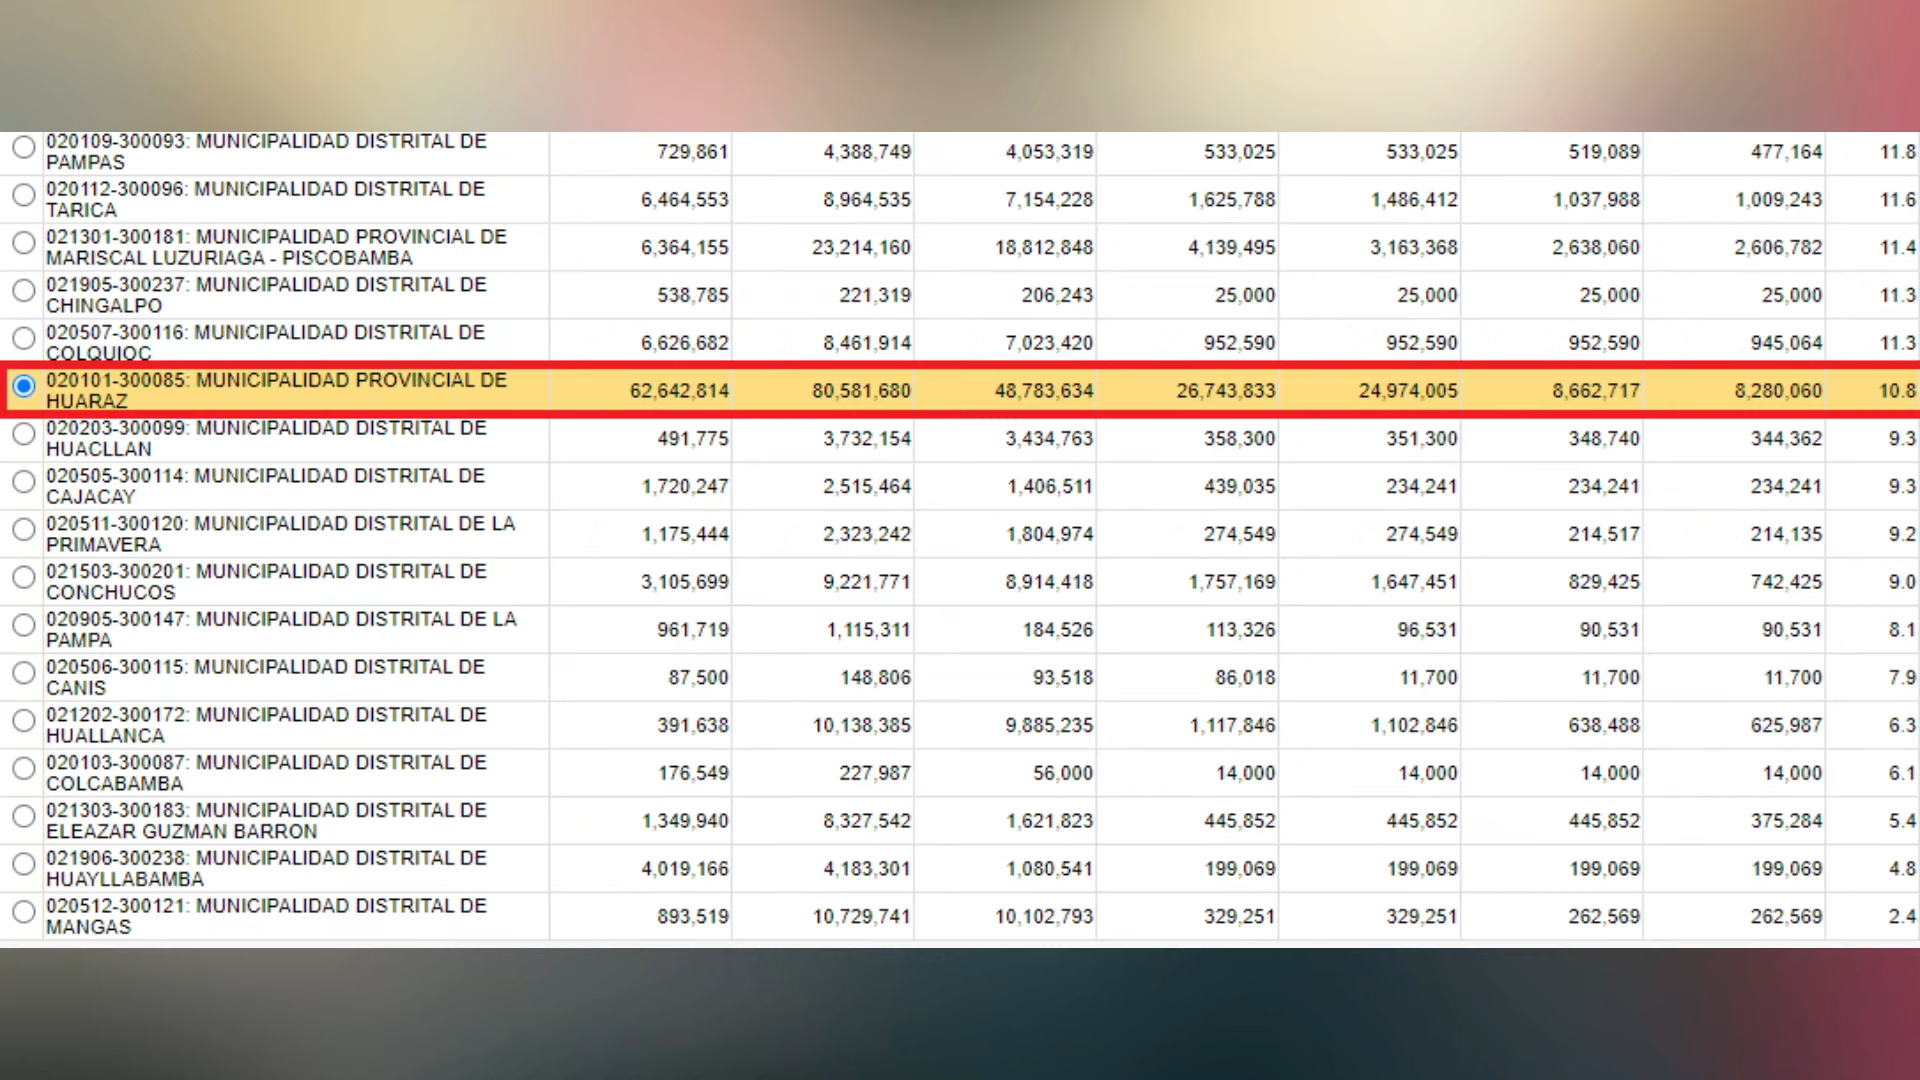 020109-300093: MUNICIPALIDAD DISTRITAL DE
PAMPAS 729,861 4,388,749 4,053,319 533,025 533,025 519,089 477,164 11.8
020112-300096: MUNICIPALIDAD DISTRITAL DE
TARICA 6,464,553 8,964,535 7,154,228 1,625,788 1,486,412 1,037,988 1,009,243 11.6
021301-300181: MUNICIPALIDAD PROVINCIAL DE
MARISCAL LUZURIAGA - PISCOBAMBA 6,364,155 23,214,160 18,812,848 4,139,495 3,163,368 2,638,060 2,606,782 11.4
021905-300237: MUNICIPALIDAD DISTRITAL DE
CHINGALPO 538,785 221,319 206,243 25,000 25,000 25,000 25,000 11.3
020507-300116: MUNICIPALIDAD DISTRITAL DE
COLQUIOC 6,626,682 8,461,914 7,023,420 952,590 952,590 952,590 945,064 11.3
020101-300085: MUNICIPALIDAD PROVINCIAL DE
HUARAZ 62,642,814 80,581,680 48,783,634 26,743,833 24,974,005 8,662,717 8,280,060 10.8
020203-300099: MUNICIPALIDAD DISTRITAL DE
HUACLLAN 491,775 3,732,154 3,434,763 358,300 351,300 348,740 344,362 9.3
020505-300114: MUNICIPALIDAD DISTRITAL DE
CAJACAY 1,720,247 2,515,464 1,406,511 439,035 234,241 234,241 234,241 9.3
020511-300120: MUNICIPALIDAD DISTRITAL DE LA
PRIMAVERA 1,175,444 2,323,242 1,804,974 274,549 274,549 214,517 214,135 9.2
021503-300201: MUNICIPALIDAD DISTRITAL DE
CONCHUCOS 3,105,699 9,221,771 8,914,418 1,757,169 1,647,451 829,425 742,425 9.0
020905-300147: MUNICIPALIDAD DISTRITAL DE LA
PAMPA 961,719 1,115,311 184,526 113,326 96,531 90,531 90,531 8.1
020506-300115: MUNICIPALIDAD DISTRITAL DE
CANIS 87,500 148,806 93,518 86,018 11,700 11,700 11,700 7.9
021202-300172: MUNICIPALIDAD DISTRITAL DE
HUALLANCA 391,638 10,138,385 9,885,235 1,117,846 1,102,846 638,488 625,987 6.3
020103-300087: MUNICIPALIDAD DISTRITAL DE
COLCABAMBA 176,549 227,987 56,000 14,000 14,000 14,000 14,000 6.1
021303-300183: MUNICIPALIDAD DISTRITAL DE
ELEAZAR GUZMAN BARRON 1,349,940 8,327,542 1,621,823 445,852 445,852 445,852 375,284 5.4
021906-300238: MUNICIPALIDAD DISTRITAL DE
HUAYLLABAMBA 4,019,166 4,183,301 1,080,541 199,069 199,069 199,069 199,069 4.8
020512-300121: MUNICIPALIDAD DISTRITAL DE
MANGAS 893,519 10,729,741 10,102,793 329,251 329,251 262,569 262,569 2.4